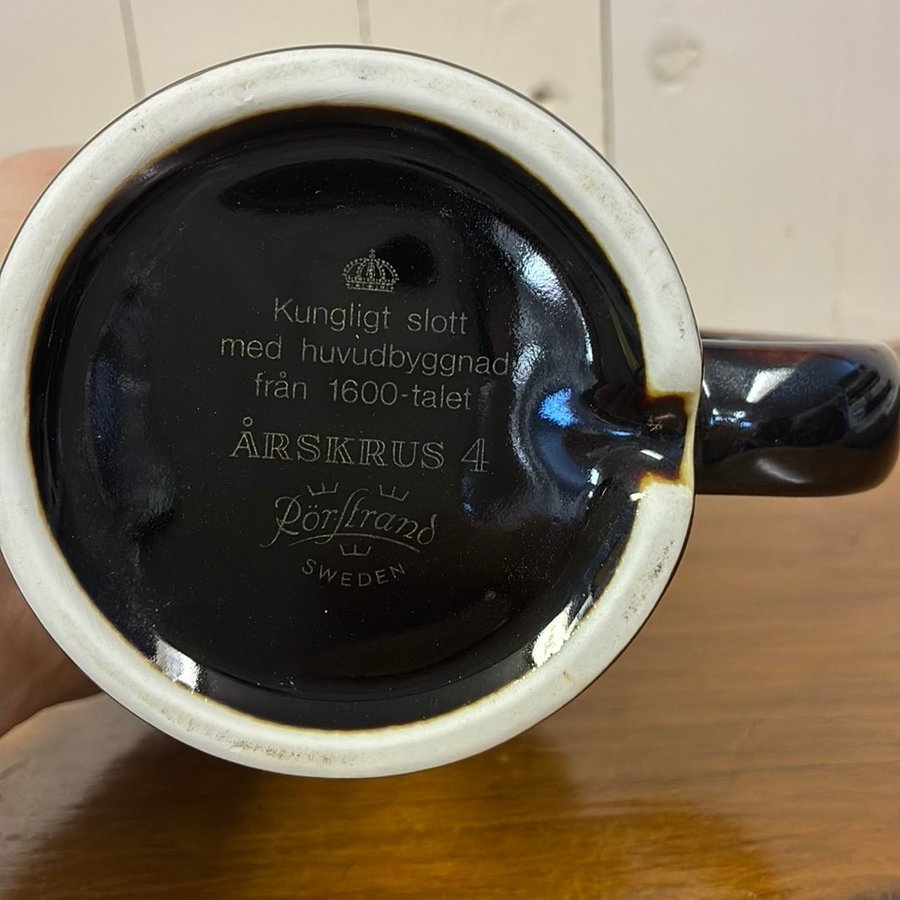 Kungligt slott
med huvudbyggnad
från 1600-talet
ÅRSKRUS 4
Rörstrand
SWEDEN